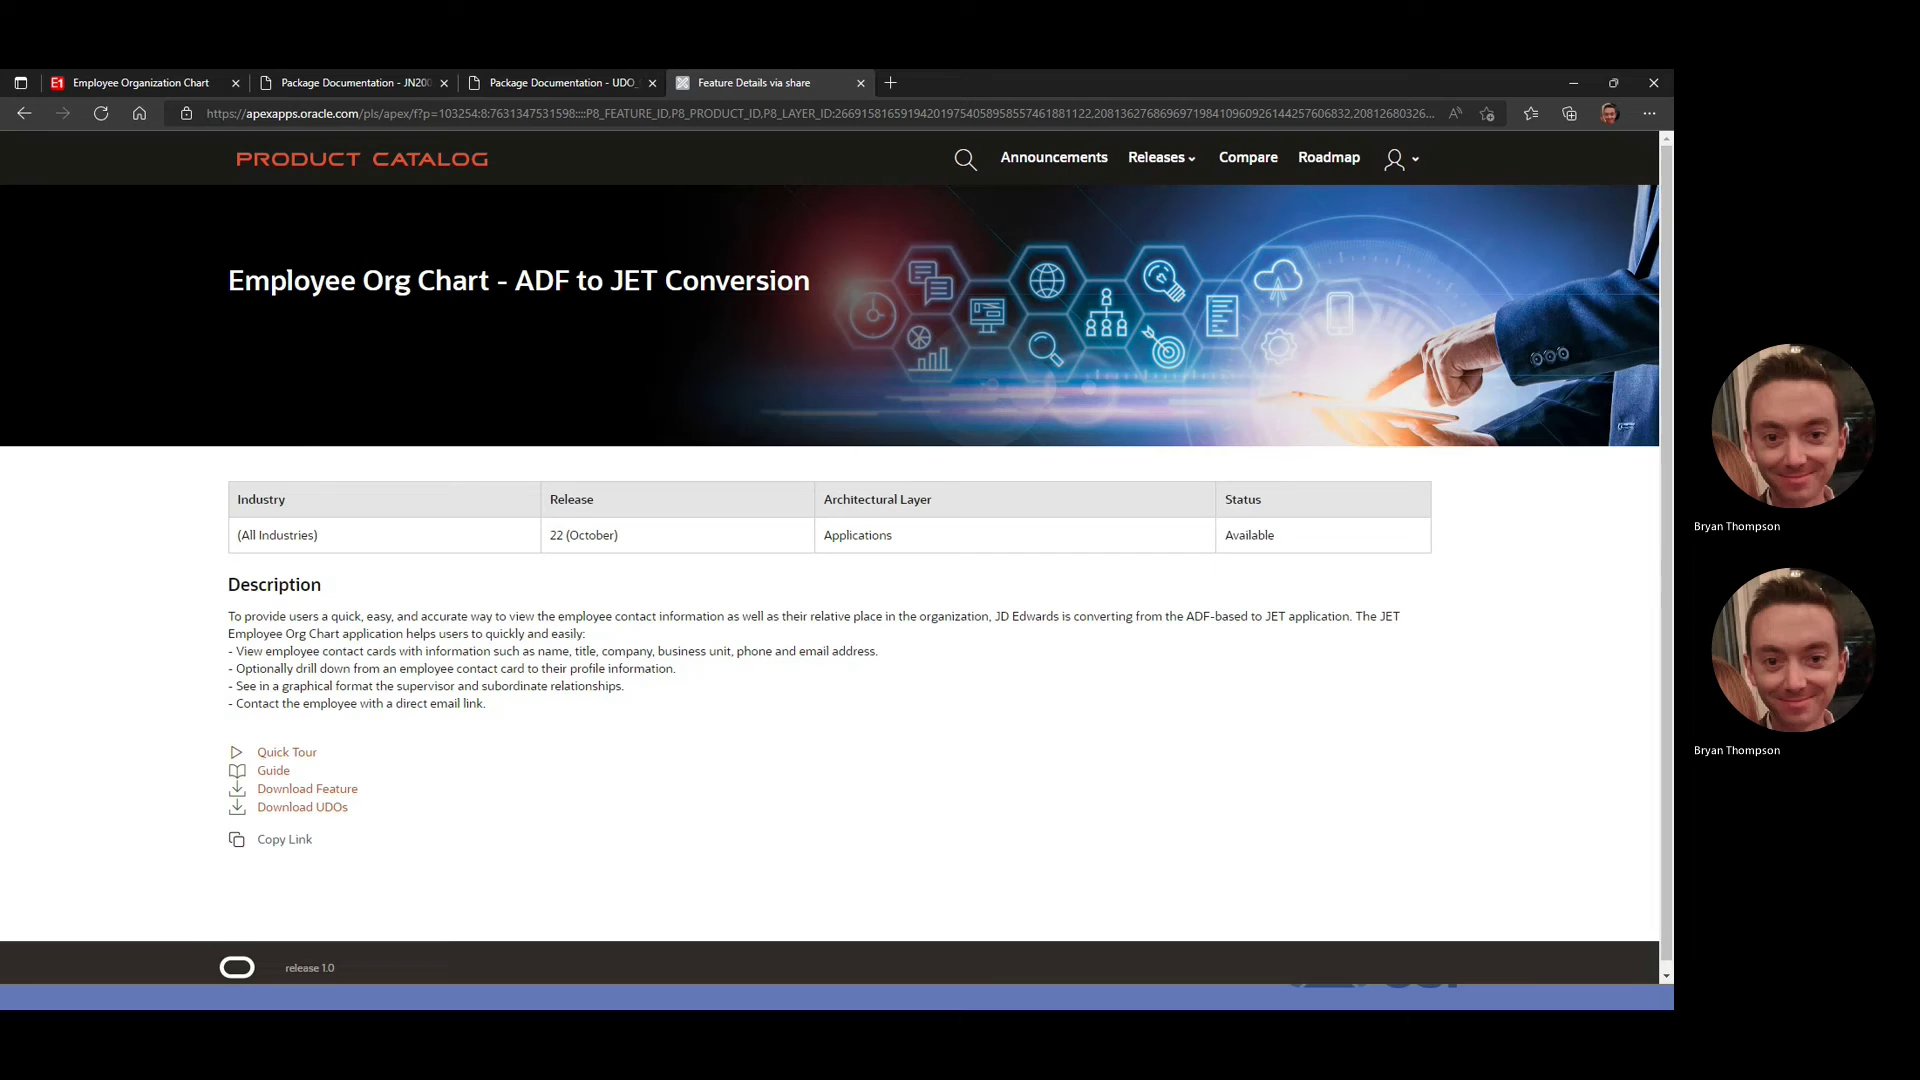 Employee Organization Chart
Package Documentation - JN200
Package Documentation - UDO_
Feature Details via share
https://apexapps.oracle.com/pls/apex/f?p=103254:8:7631347531598::::P8_FEATURE_ID,P8_PRODUCT_ID,P8_LAYER_ID:26691581659194201975405895855746188​1122,208136276869697198410960926144257606832,20812680326...
PRODUCT CATALOG
Announcements
Releases
Compare
Roadmap
Employee Org Chart - ADF to JET Conversion
Industry
Release
Architectural Layer
Status
(All Industries)
22 (October)
Applications
Available
Description
To provide users a quick, easy, and accurate way to view the employee contact information as well as their relative place in the organization, JD Edwards is converting from the ADF-based to JET application. The JET
Employee Org Chart application helps users to quickly and easily:
- View employee contact cards with information such as name, title, company, business unit, phone and email address.
- Optionally drill down from an employee contact card to their profile information.
- See in a graphical format the supervisor and subordinate relationships.
- Contact the employee with a direct email link.
Quick Tour
Guide
Download Feature
Download UDOs
Copy Link
release 1.0
Bryan Thompson
Bryan Thompson